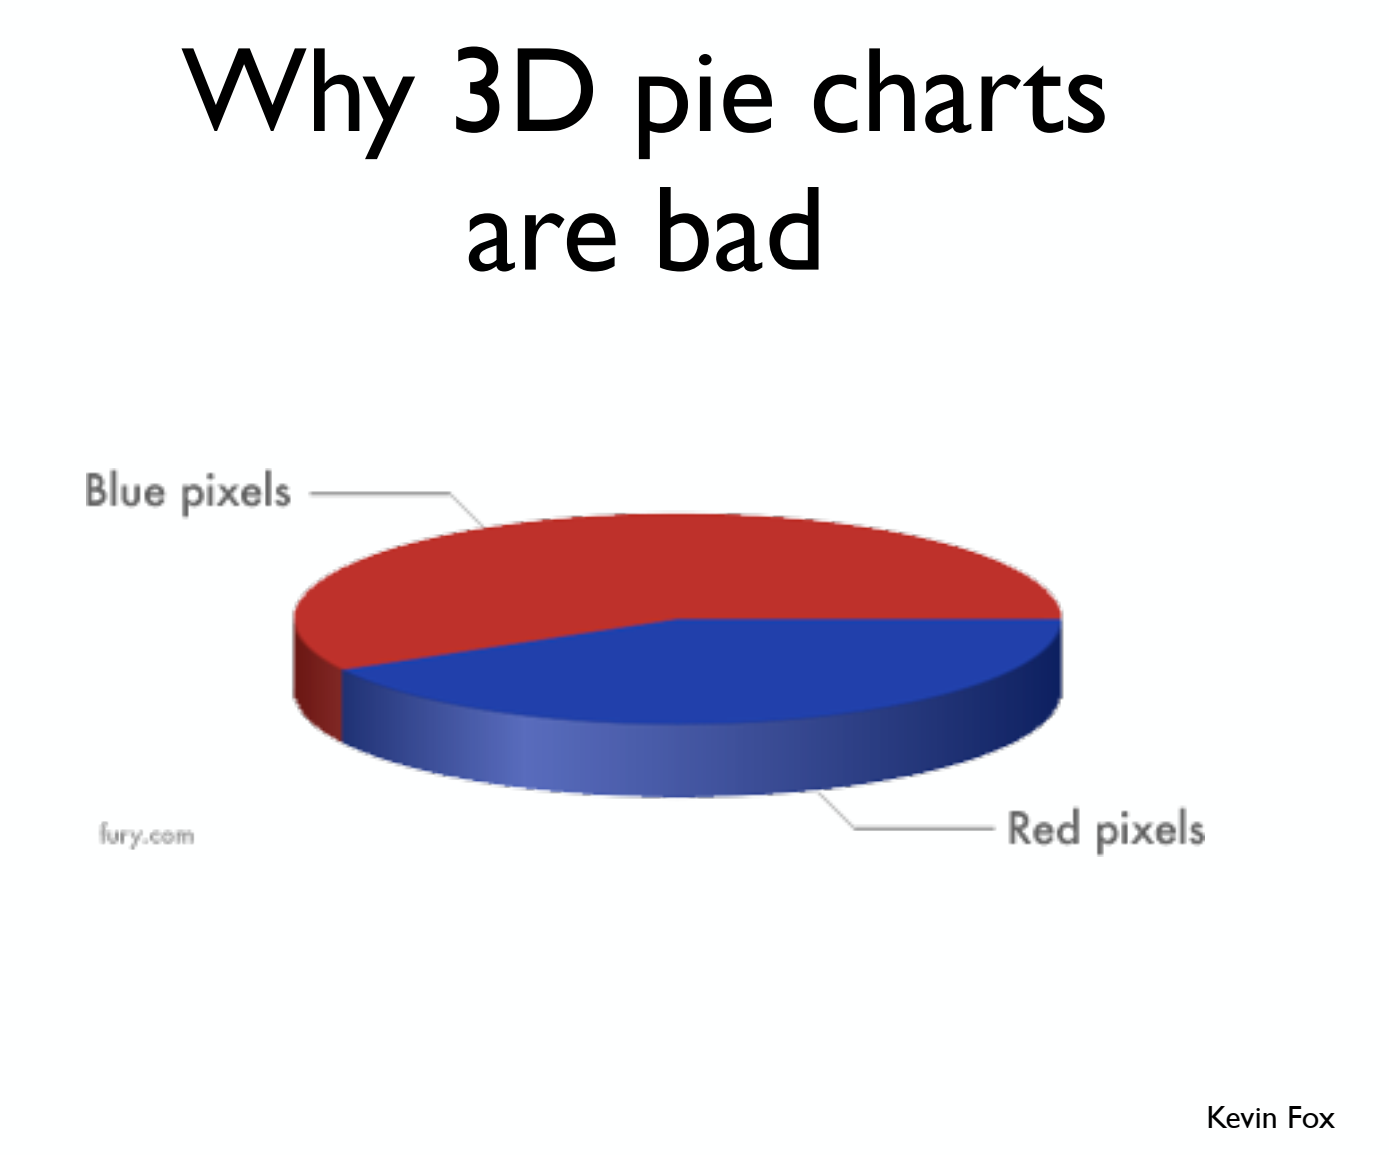 Why 3D pie charts
are bad
Blue pixels
Red pixels
fury.com
Kevin Fox